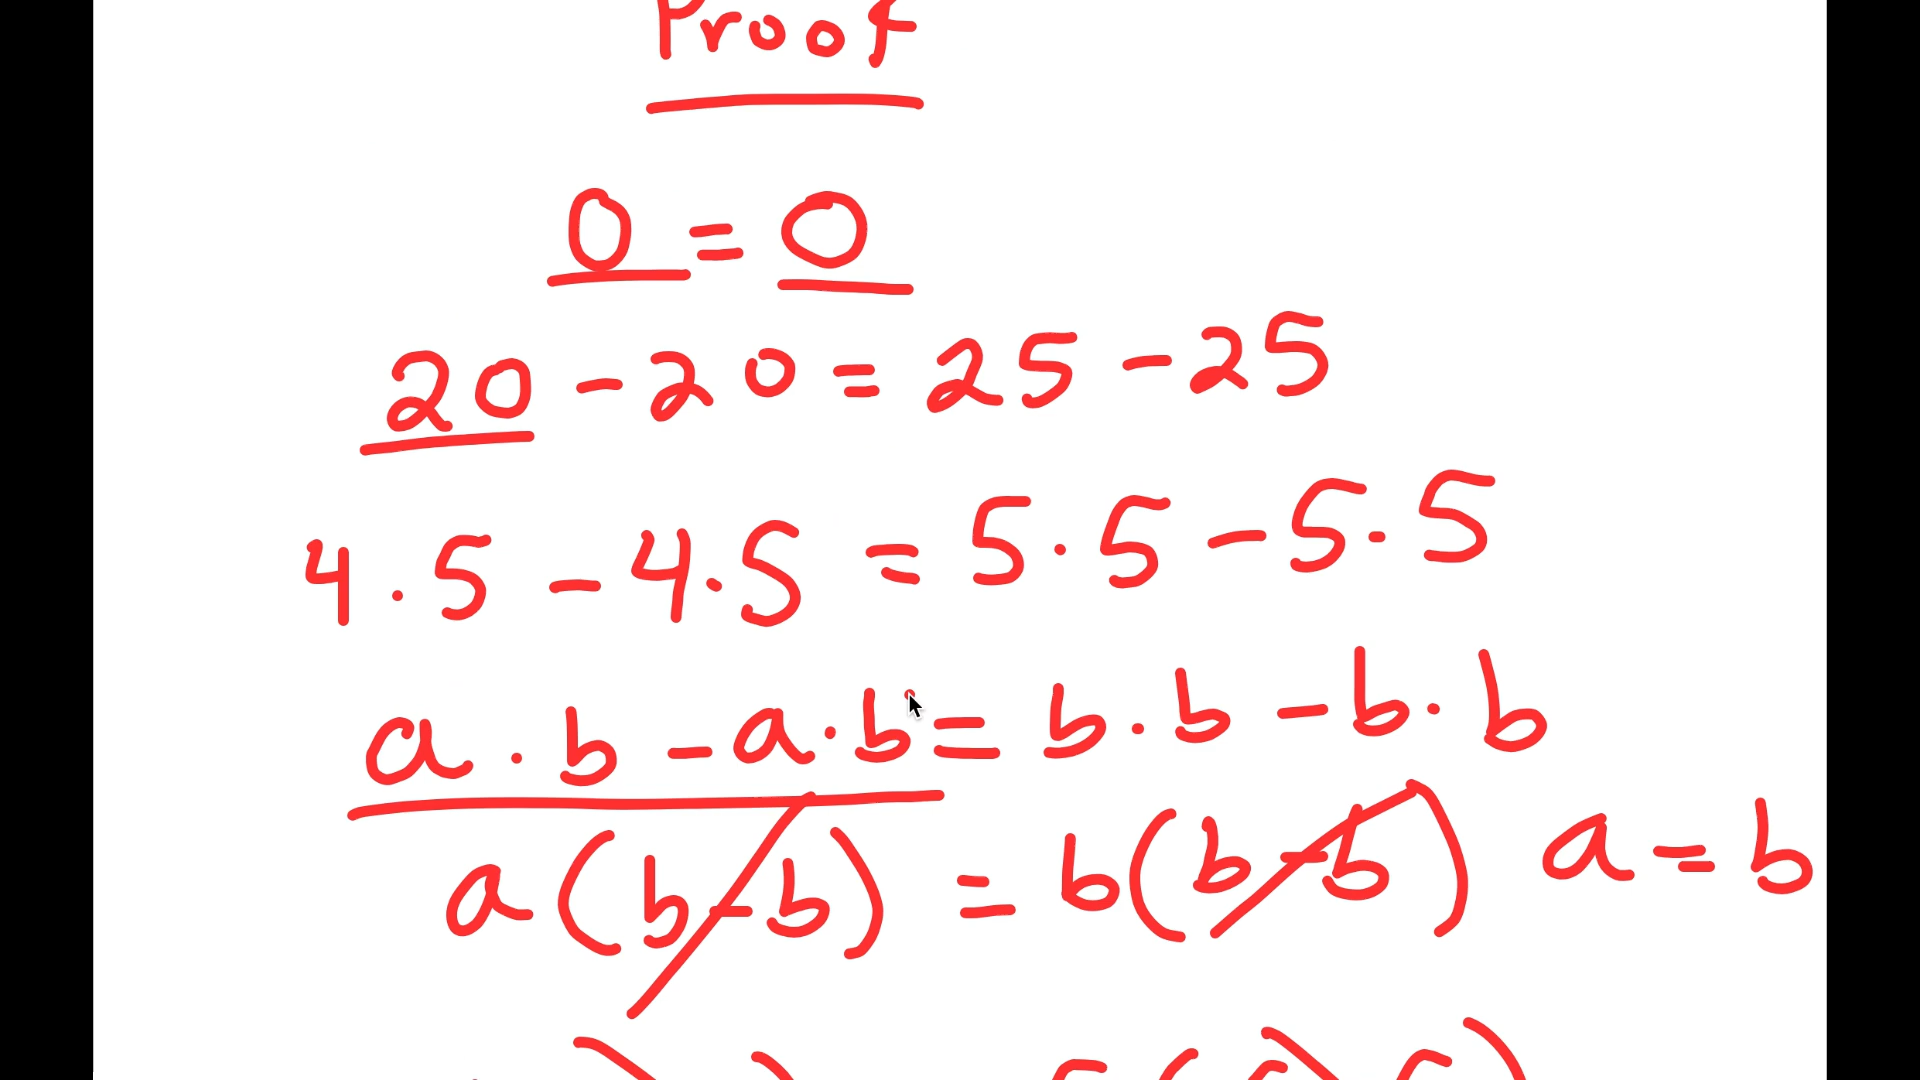 Proof
0 = 0
20 - 20 = 25 - 25
4 · 5 - 4 · 5 = 5 · 5 - 5 · 5
a · b - a · b = b · b - b · b
a(b - b) = b(b - b) a = b